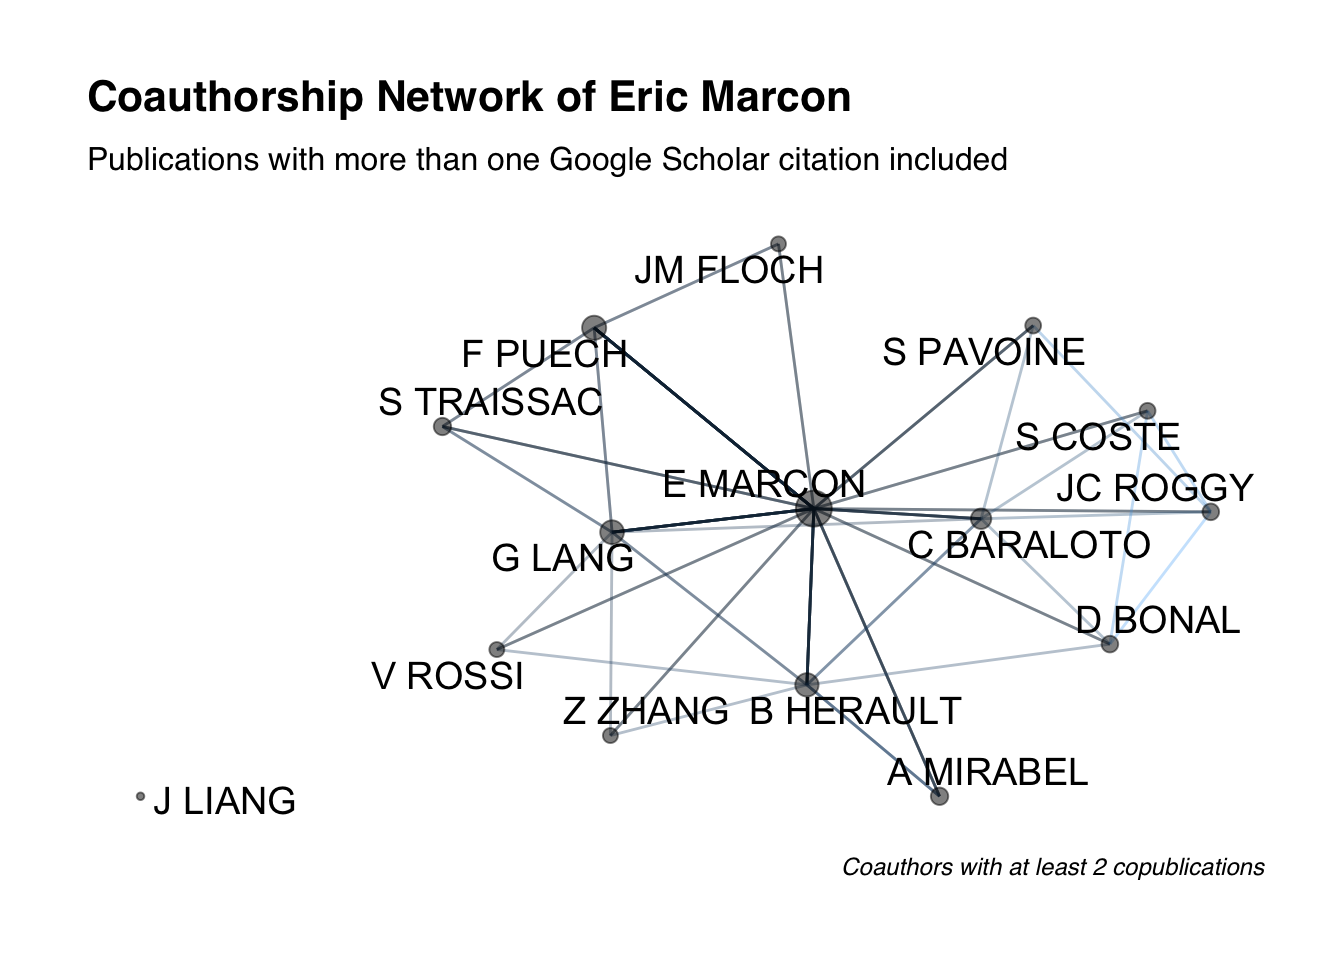 Coauthorship Network of Eric Marcon
Publications with more than one Google Scholar citation included
JM FLOCH
F PUECH
S PAVOINE
S TRAISSAC
S COSTE
E MARCON
JC ROGGY
G LANG
C BARALOTO
D BONAL
V ROSSI
Z ZHANG
B HERAULT
A MIRABEL
J LIANG
Coauthors with at least 2 copublications